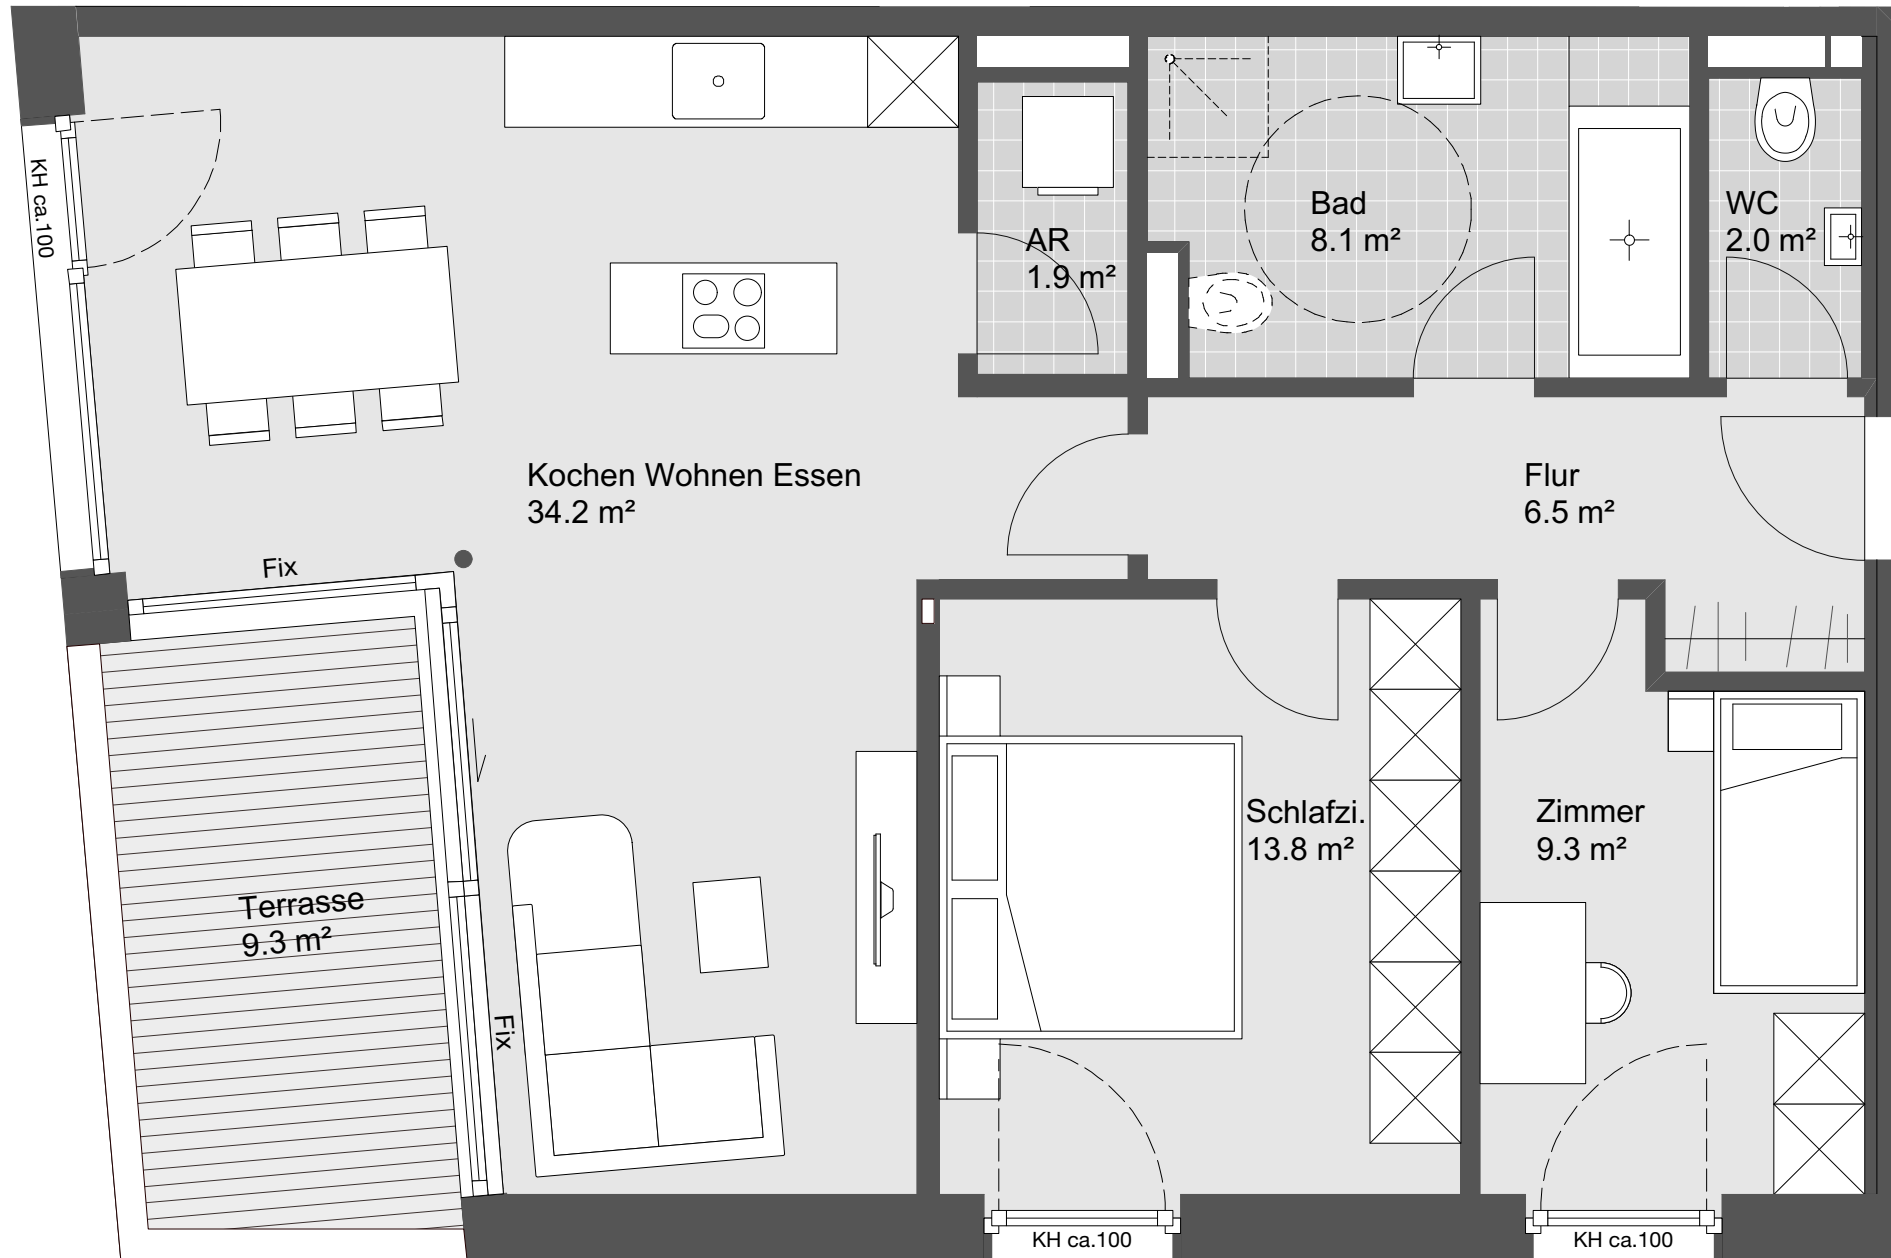 KH ca.100
AR
1.9 m²
Bad
8.1 m²
WC
2.0 m²
Kochen Wohnen Essen
34.2 m²
Flur
6.5 m²
Fix
Terrasse
9.3 m²
Fix
Schlafzi.
13.8 m²
Zimmer
9.3 m²
KH ca.100
KH ca.100